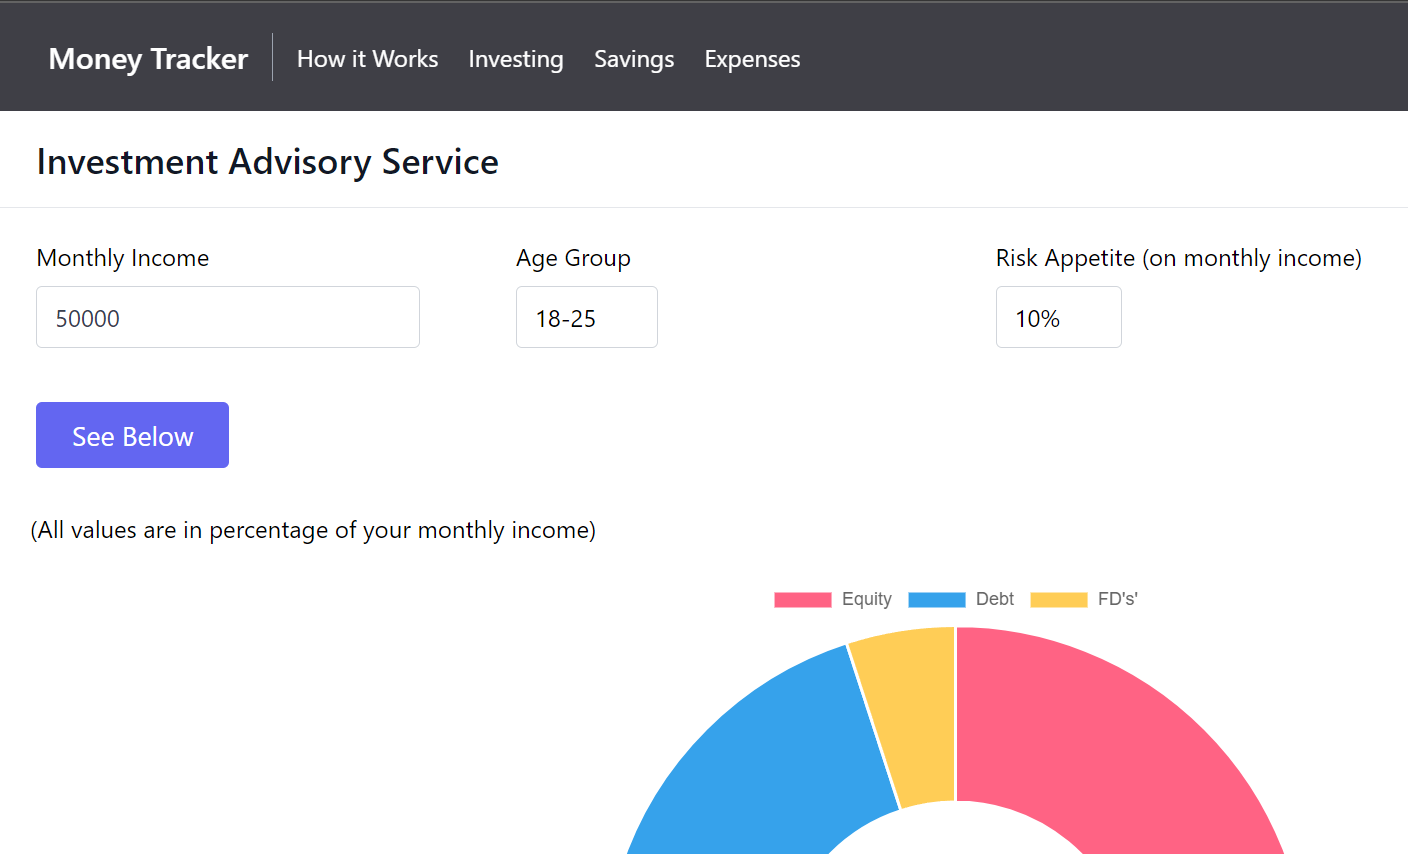 Money Tracker How it Works Investing Savings Expenses
Investment Advisory Service
Monthly Income Age Group Risk Appetite (on monthly income)
50000 18-25 10%
See Below
(All values are in percentage of your monthly income)
Equity Debt FD's'